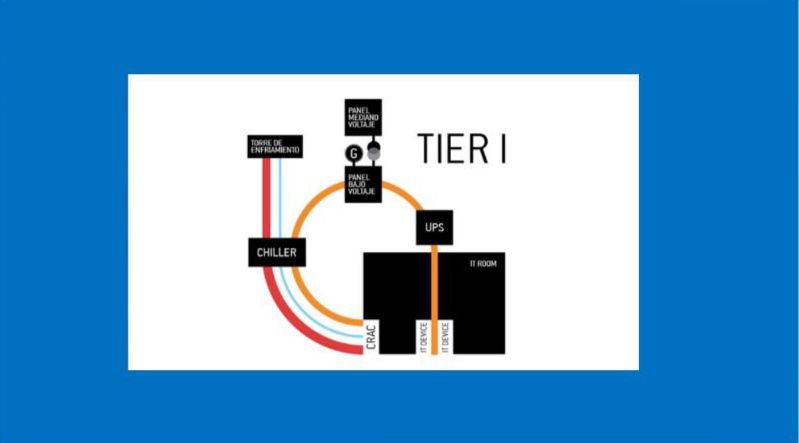 PANEL
MEDIANO
VOLTAJE
TIER I
TORRE DE
ENFRIAMIENTO
G
PANEL
BAJO
VOLTAJE
UPS
CHILLER
IT ROOM
CRAC
IT DEVICE
IT DEVICE